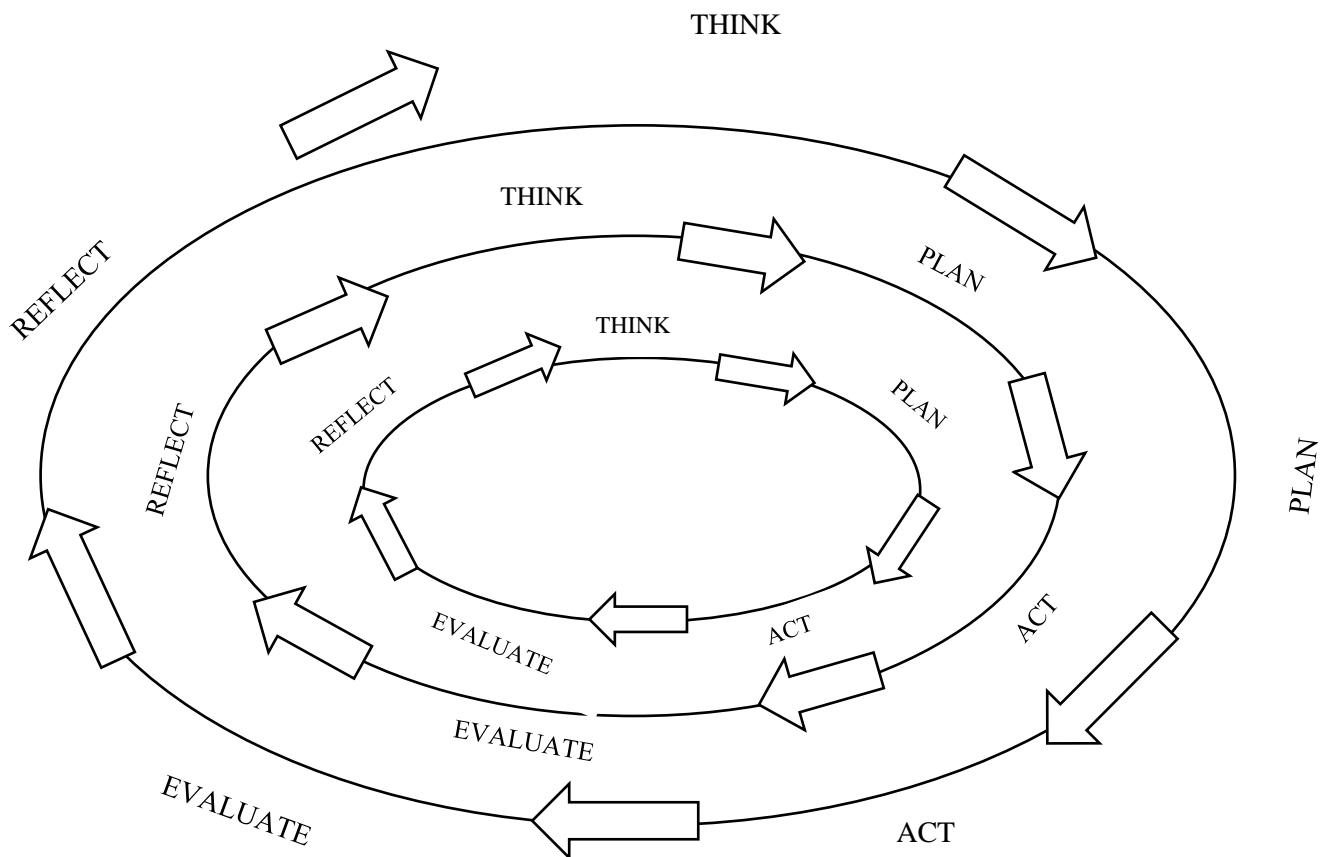 THINK
THINK
PLAN
REFLECT
THINK
PLAN
REFLECT
REFLECT
PLAN
ACT
ACT
EVALUATE
EVALUATE
EVALUATE
ACT